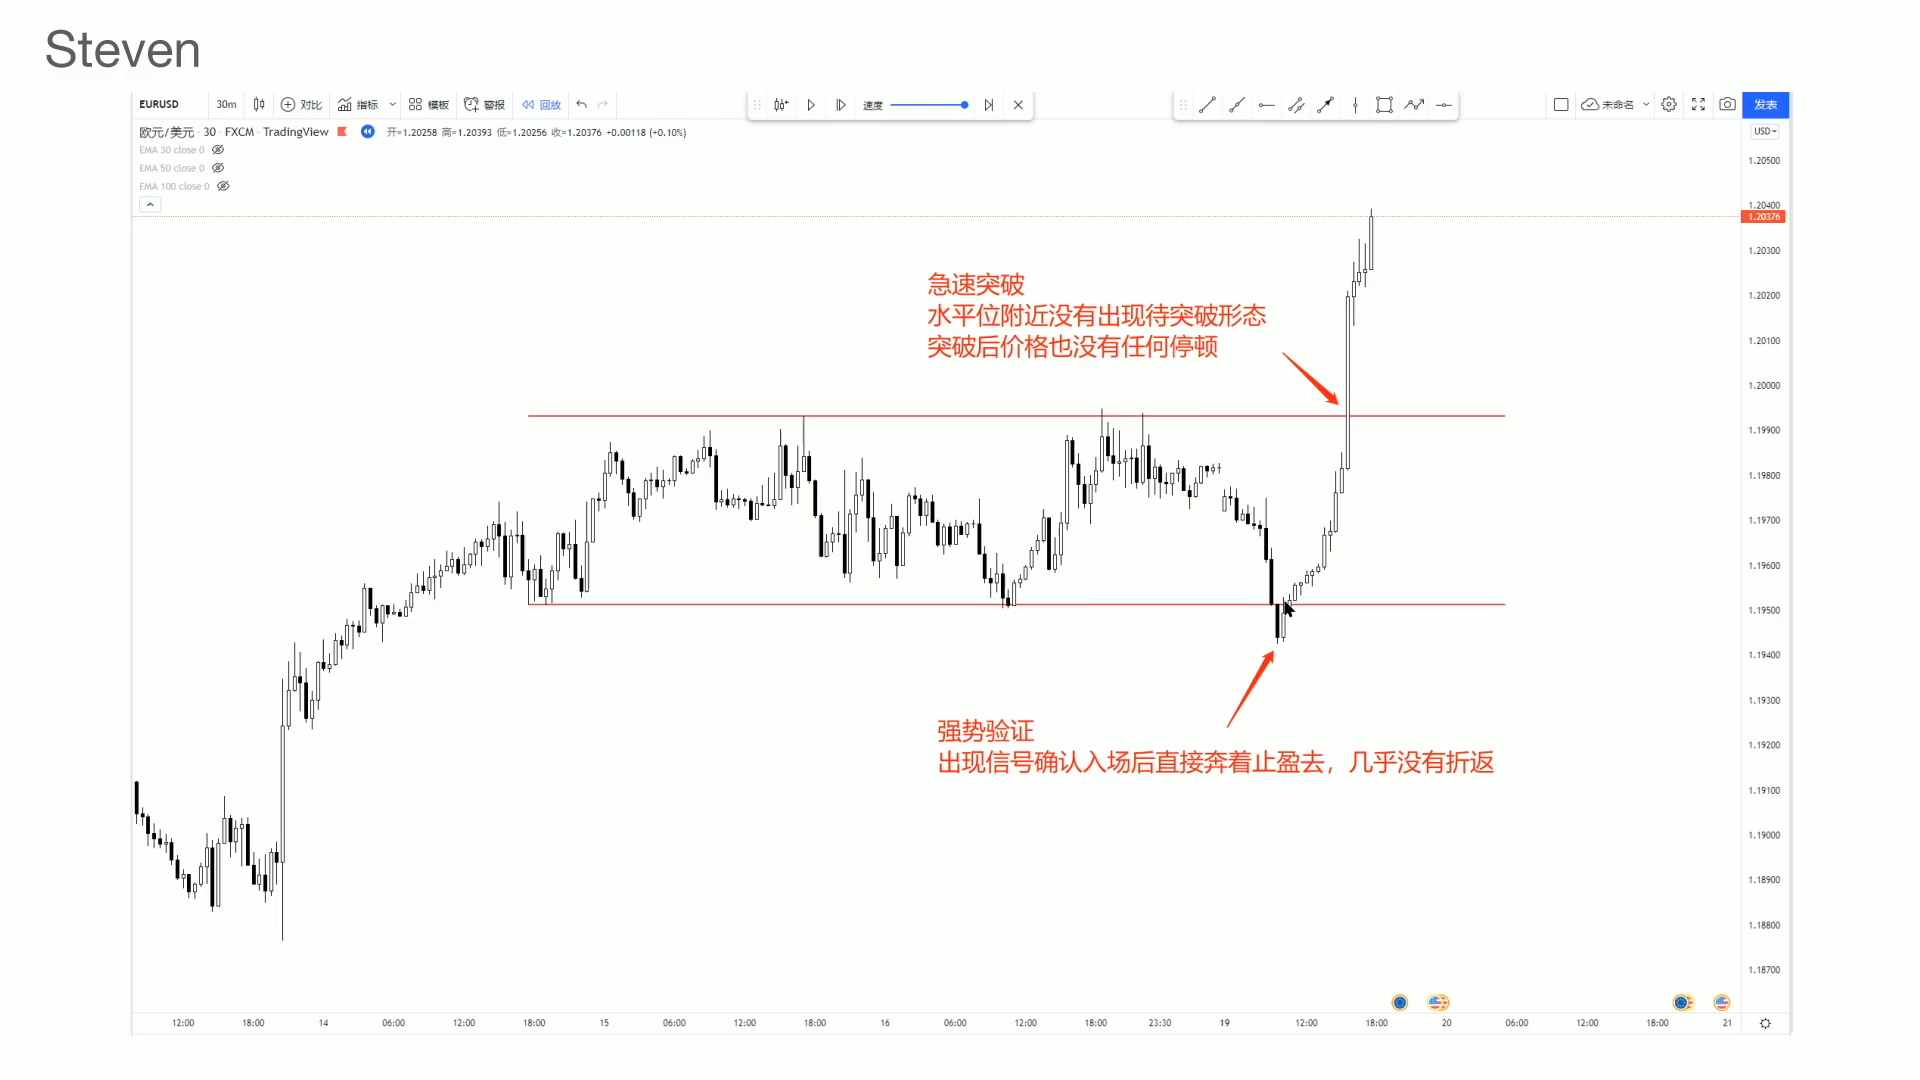 Steven
EURUSD 30m 对比 指标 模板 警报 回放 速度 未命名 发表
欧元/美元 · 30 · FXCM · TradingView 开=1.20258 高=1.20393 低=1.20256 收=1.20376 +0.00118 (+0.10%)
USD
EMA 30 close 0
EMA 50 close 0
EMA 100 close 0
1.20500
1.20400
1.20376
1.20300
1.20200
1.20100
1.20000
1.19900
1.19800
1.19700
1.19600
1.19500
1.19400
1.19300
1.19200
1.19100
1.19000
1.18900
1.18800
1.18700
急速突破
水平位附近没有出现待突破形态
突破后价格也没有任何停顿
强势验证
出现信号确认入场后直接奔着止盈去，几乎没有折返
12:00 18:00 14 06:00 12:00 18:00 15 06:00 12:00 18:00 16 06:00 12:00 18:00 23:30 19 12:00 18:00 20 06:00 12:00 18:00 21